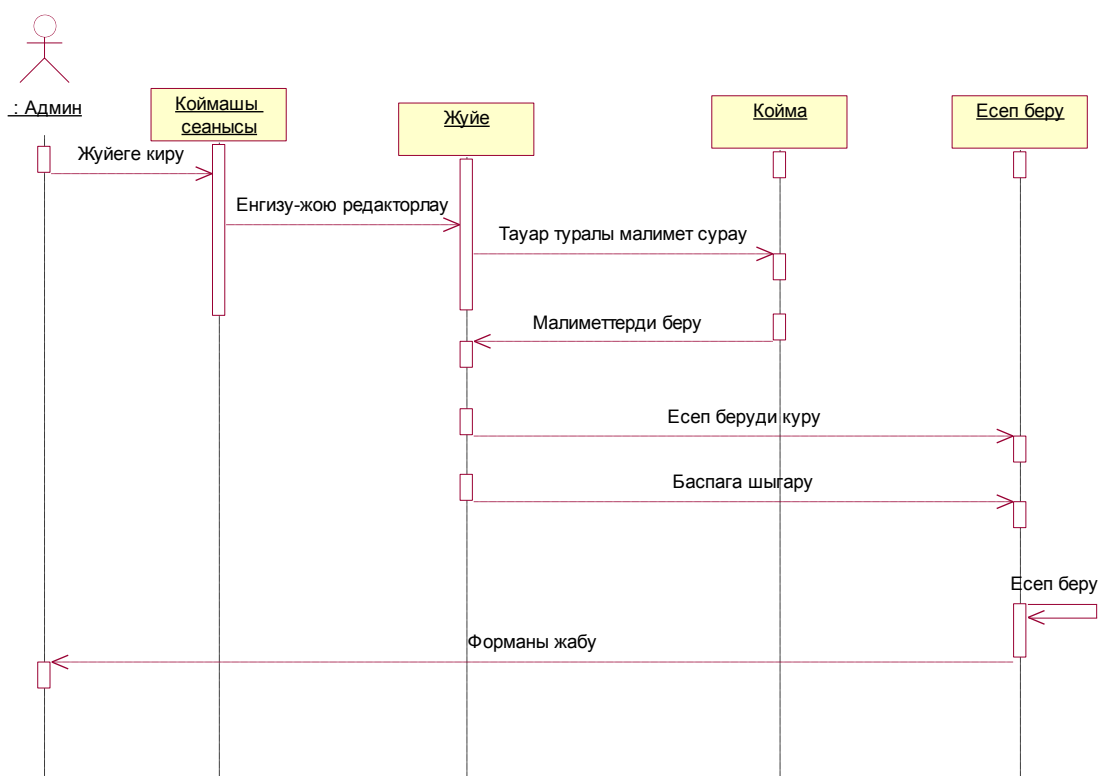 : Админ
Коймашы
сеанысы
Жуйе
Койма
Есеп беру
Жуйеге киру
Енгизу-жою редакторлау
Тауар туралы малимет сурау
Малиметтерди беру
Есеп беруди куру
Баспага шыгару
Есеп беру
Форманы жабу